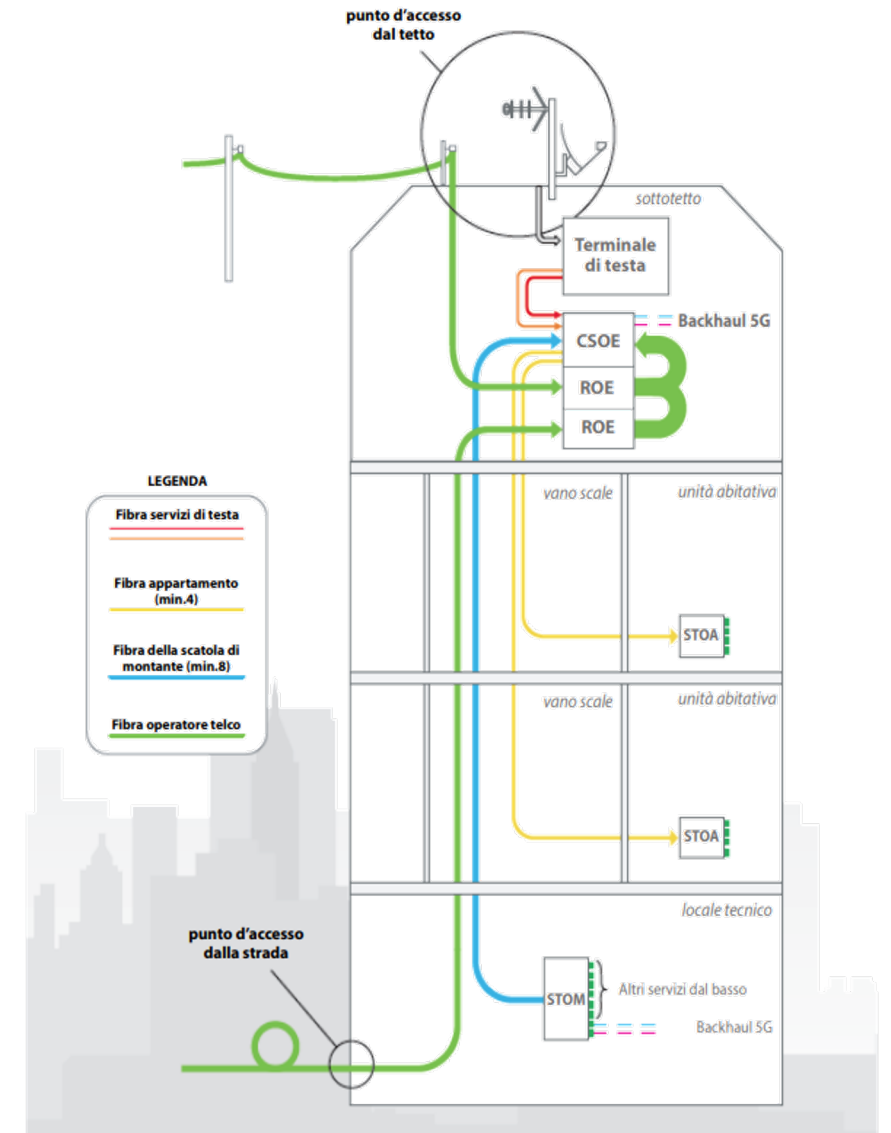 punto d’accesso
dal tetto
sottotetto
Terminale
di testa
Backhaul 5G
CSOE
ROE
ROE
LEGENDA
Fibra servizi di testa
Fibra appartamento
(min.4)
Fibra della scatola di
montante (min.8)
Fibra operatore telco
vano scale
unità abitativa
STOA
vano scale
unità abitativa
STOA
locale tecnico
punto d’accesso
dalla strada
STOM
Altri servizi dal basso
Backhaul 5G